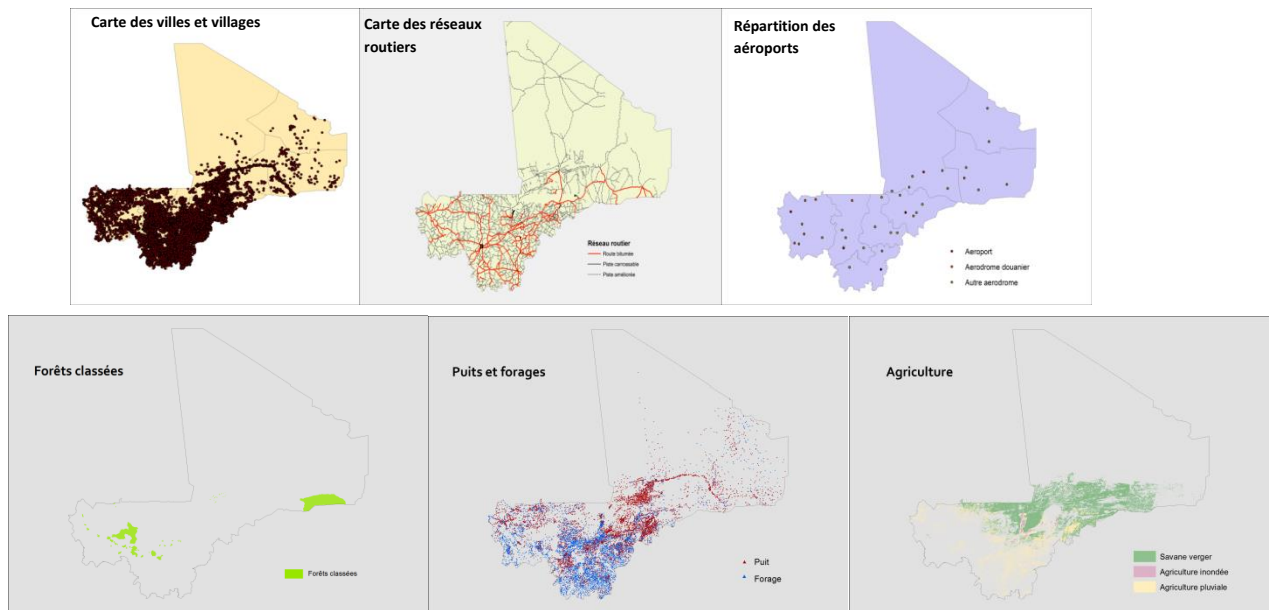 Carte des villes et villages
Carte des réseaux
routiers
Réseau routier
Route bitumée
Piste carrossable
Piste améliorée
Répartition des
aéroports
Aeroport
Aerodrome douanier
Autre aerodrome
Forêts classées
Forêts classées
Puits et forages
Puit
Forage
Agriculture
Savane verger
Agriculture inondée
Agriculture pluviale